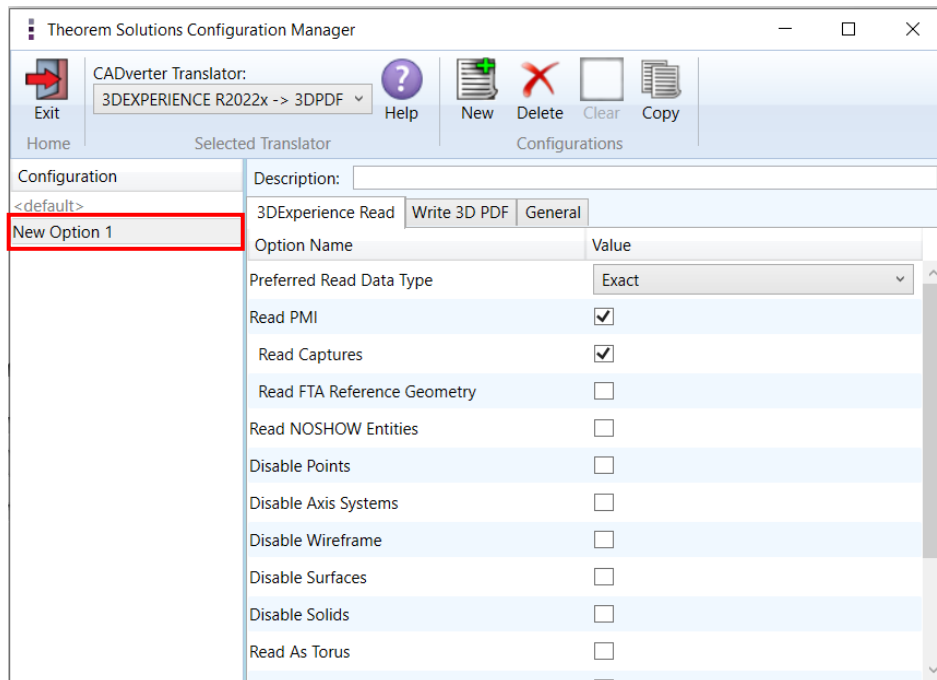 Theorem Solutions Configuration Manager
CADverter Translator:
3DEXPERIENCE R2022x -> 3DPDF
Exit
Help
New
Delete
Clear
Copy
Home
Selected Translator
Configurations
Configuration
<default>
New Option 1
Description:
3DExperience Read
Write 3D PDF
General
Option Name
Value
Preferred Read Data Type
Exact
Read PMI
Read Captures
Read FTA Reference Geometry
Read NOSHOW Entities
Disable Points
Disable Axis Systems
Disable Wireframe
Disable Surfaces
Disable Solids
Read As Torus